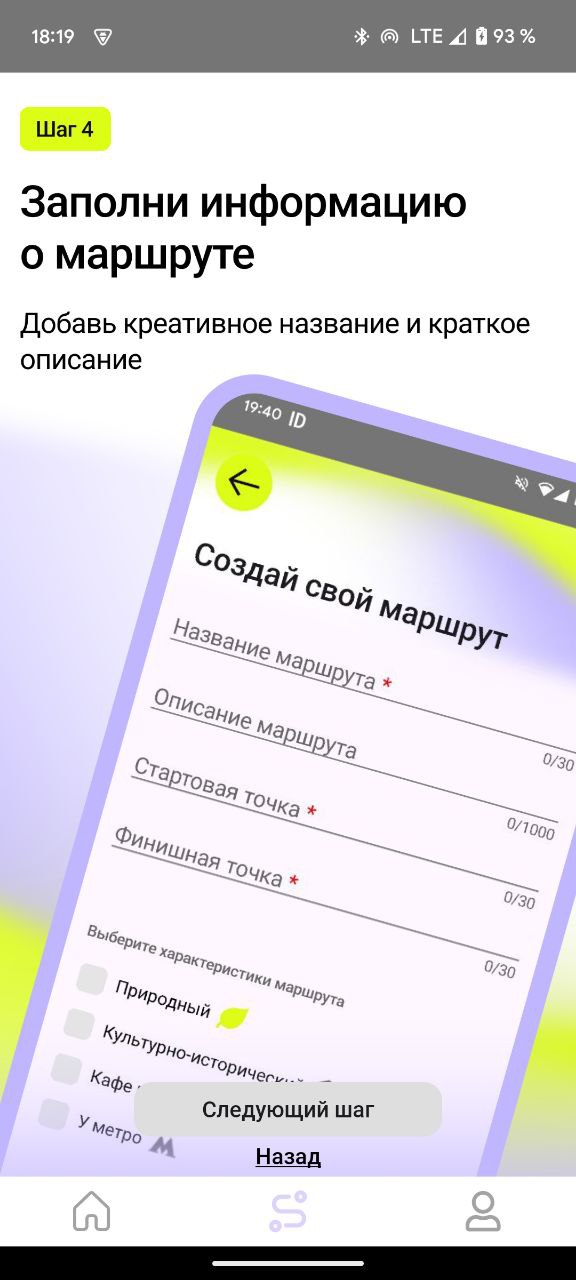 18:19 LTE 93 %
Шаг 4
Заполни информацию
о маршруте
Добавь креативное название и краткое
описание
19:40 ID
Создай свой маршрут
Название маршрута *
0/30
Описание маршрута
0/1000
Стартовая точка *
0/30
Финишная точка *
0/30
Выберите характеристики маршрута
Природный
Культурно-исторический
Кафе
У метро
Следующий шаг
Назад